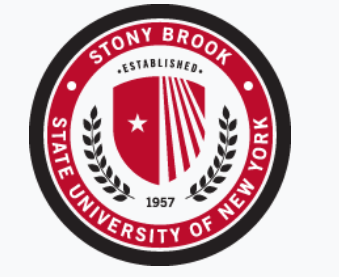 STONY BROOK
•ESTABLISHED•
1957
STATE UNIVERSITY OF NEW YORK